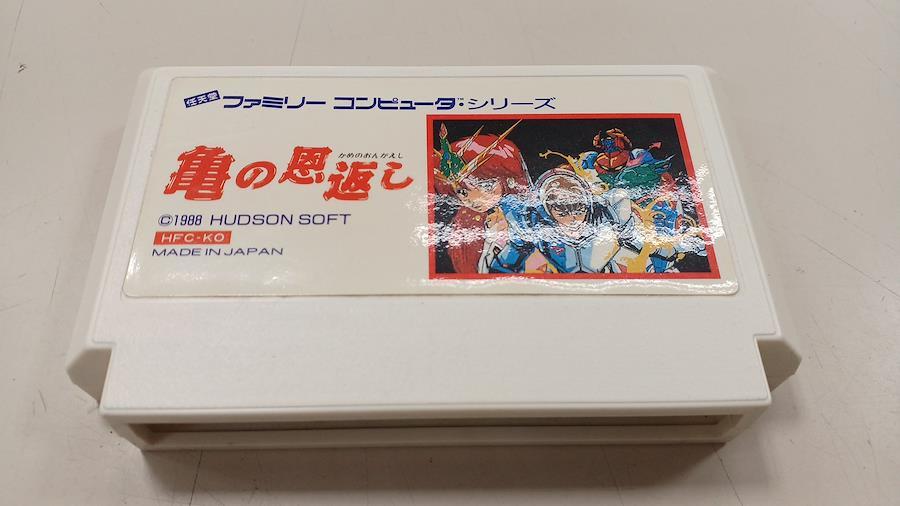 任天堂 ファミリー コンピュータ™シリーズ
かめのおんがえし
亀の恩返し
©1988 HUDSON SOFT
HFC-KO
MADE IN JAPAN